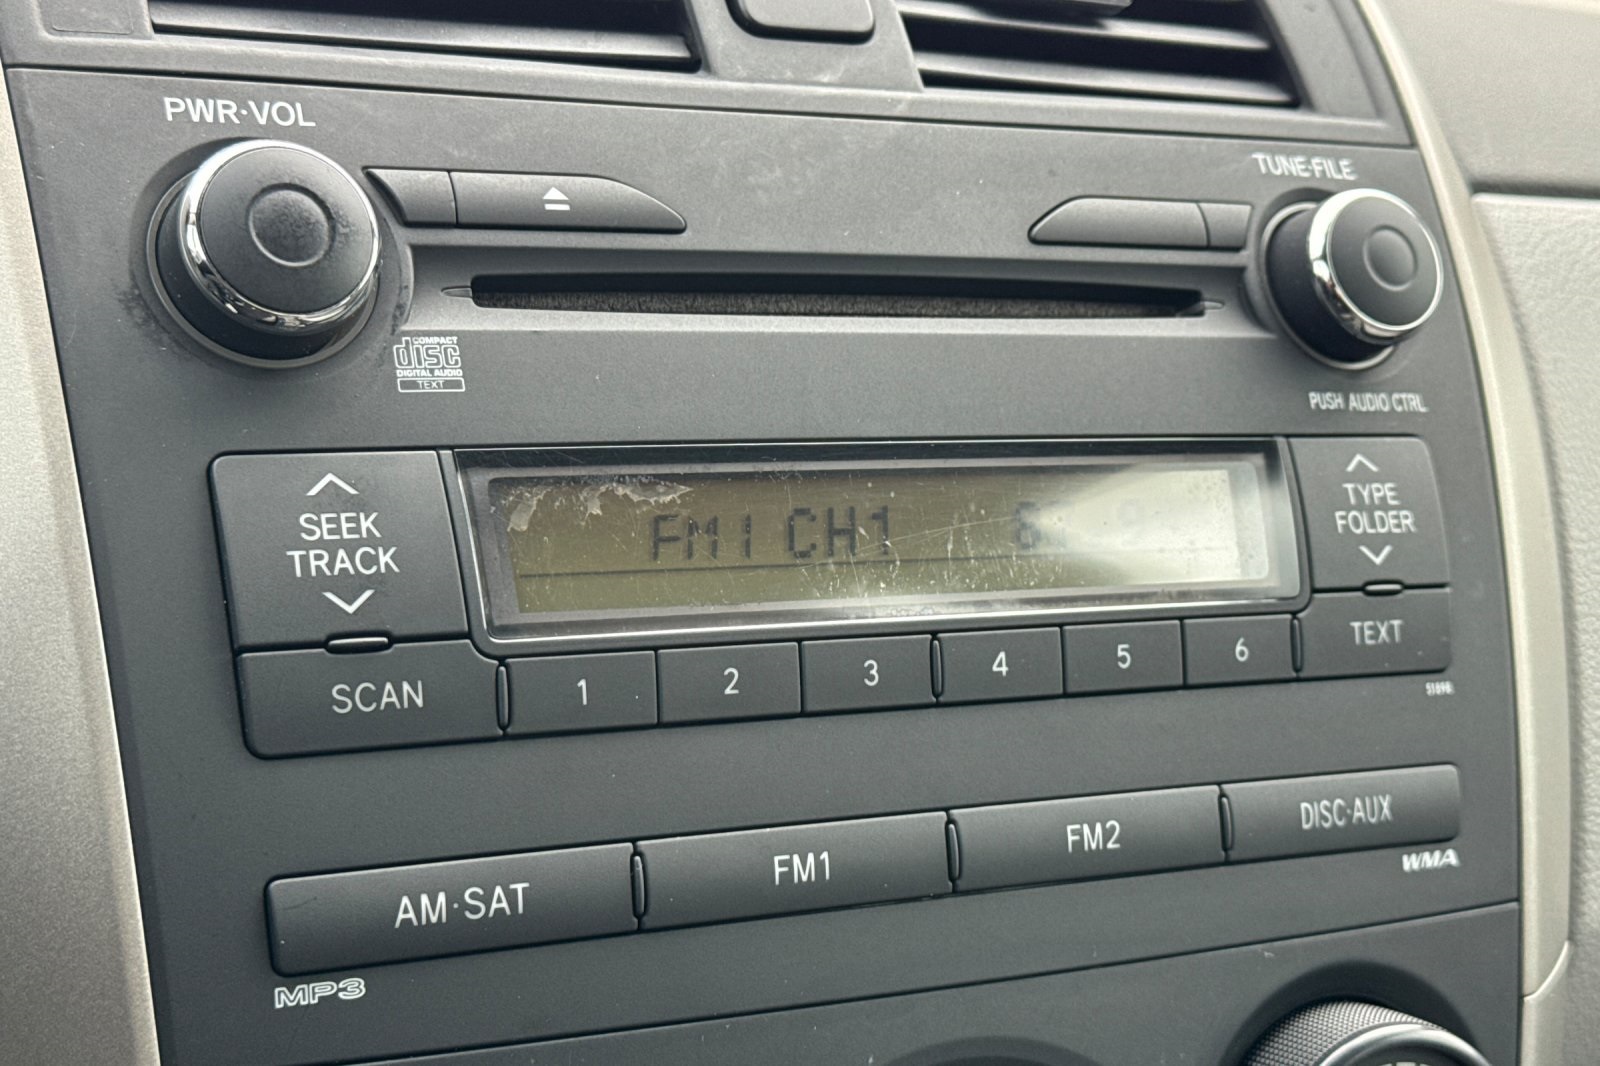 PWR·VOL
TUNE·FILE
COMPACT
disc
DIGITAL AUDIO
TEXT
PUSH AUDIO CTRL
SEEK
TRACK
FM1 CH1
TYPE
FOLDER
SCAN
1
2
3
4
5
6
TEXT
51898
AM·SAT
FM1
FM2
DISC·AUX
MP3
WMA